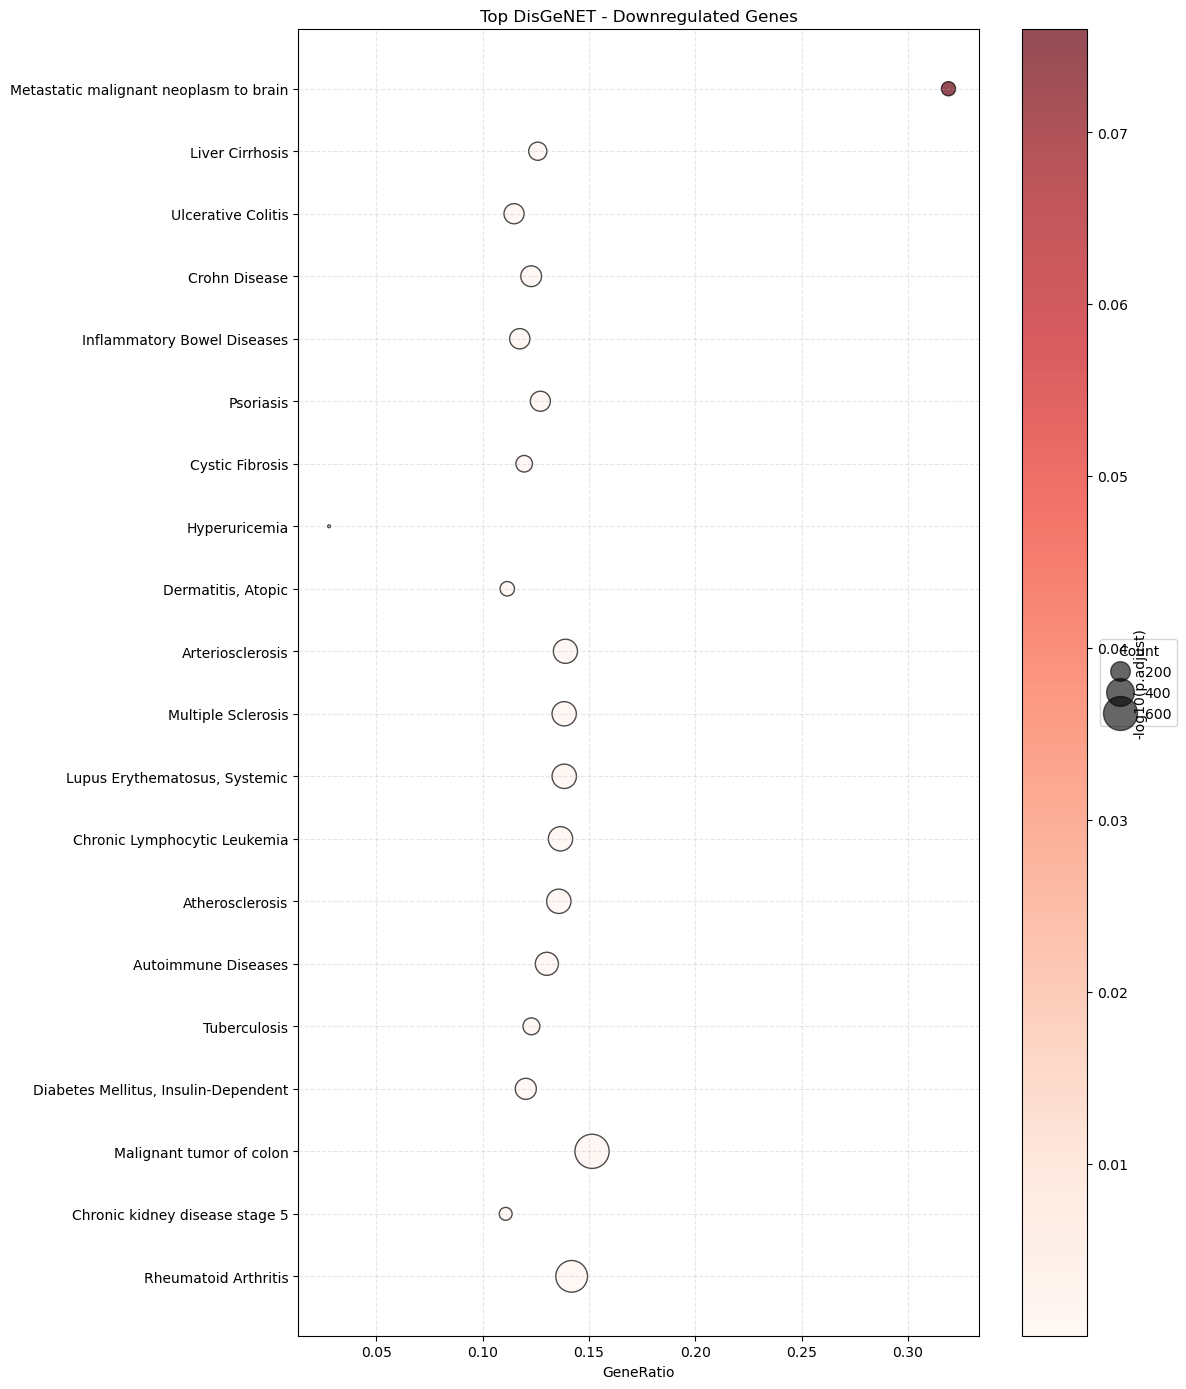 Top DisGeNET - Downregulated Genes
Metastatic malignant neoplasm to brain
Liver Cirrhosis
Ulcerative Colitis
Crohn Disease
Inflammatory Bowel Diseases
Psoriasis
Cystic Fibrosis
Hyperuricemia
Dermatitis, Atopic
Arteriosclerosis
Multiple Sclerosis
Lupus Erythematosus, Systemic
Chronic Lymphocytic Leukemia
Atherosclerosis
Autoimmune Diseases
Tuberculosis
Diabetes Mellitus, Insulin-Dependent
Malignant tumor of colon
Chronic kidney disease stage 5
Rheumatoid Arthritis
0.05 0.10 0.15 0.20 0.25 0.30
GeneRatio
0.07
0.06
0.05
0.04
0.03
0.02
0.01
-log10(p.adjust)
Count
200
400
600